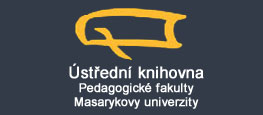 Ústřední knihovna
Pedagogické fakulty
Masarykovy univerzity